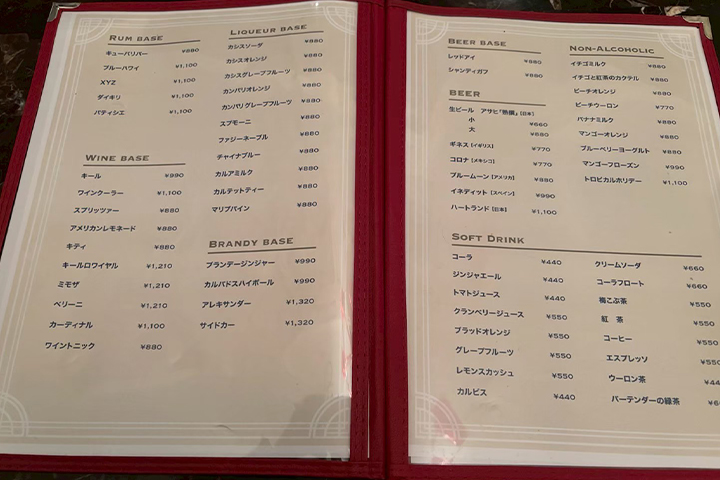 RUM BASE
キューバリバー ¥880
ブルーハワイ ¥1,100
XYZ ¥1,100
ダイキリ ¥1,100
パティシエ ¥1,100
WINE BASE
キール ¥990
ワインクーラー ¥1,100
スプリッツァー ¥880
アメリカンレモネード ¥880
キティ ¥880
キールロワイヤル ¥1,210
ミモザ ¥1,210
ベリーニ ¥1,210
カーディナル ¥1,100
ワイントニック ¥880
LIQUEUR BASE
カシスソーダ ¥880
カシスオレンジ ¥880
カシスグレープフルーツ ¥880
カンパリオレンジ ¥880
カンパリグレープフルーツ ¥880
スプモーニ ¥880
ファジーネーブル ¥880
チャイナブルー ¥880
カルアミルク ¥880
カルテットティー ¥880
マリブパイン ¥880
BRANDY BASE
ブランデージンジャー ¥990
カルバドスハイボール ¥990
アレキサンダー ¥1,320
サイドカー ¥1,320
BEER BASE
レッドアイ ¥880
シャンディガフ ¥880
BEER
生ビール アサヒ「熟撰」[日本]
小 ¥660
大 ¥880
ギネス [イギリス] ¥770
コロナ [メキシコ] ¥770
ブルームーン [アメリカ] ¥880
イネディット [スペイン] ¥990
ハートランド [日本] ¥1,100
NON-ALCOHOLIC
イチゴミルク ¥880
イチゴと紅茶のカクテル ¥880
ピーチオレンジ ¥880
ピーチウーロン ¥770
バナナミルク ¥880
マンゴーオレンジ ¥880
ブルーベリーヨーグルト ¥880
マンゴーフローズン ¥990
トロピカルホリデー ¥1,100
SOFT DRINK
コーラ ¥440
ジンジャエール ¥440
トマトジュース ¥440
クランベリージュース ¥550
ブラッドオレンジ ¥550
グレープフルーツ ¥550
レモンスカッシュ ¥550
カルピス ¥440
クリームソーダ ¥660
コーラフロート ¥660
梅こぶ茶 ¥550
紅 茶 ¥550
コーヒー ¥550
エスプレッソ ¥550
ウーロン茶 ¥44
バーテンダーの緑茶 ¥6